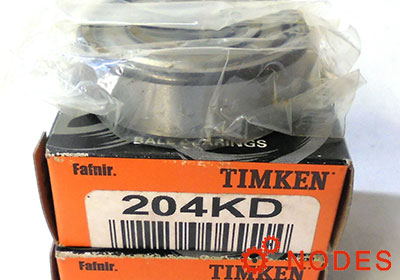 BALL BEARINGS
Fafnir. TIMKEN
204KD
NODES
Fafnir. TIMKEN